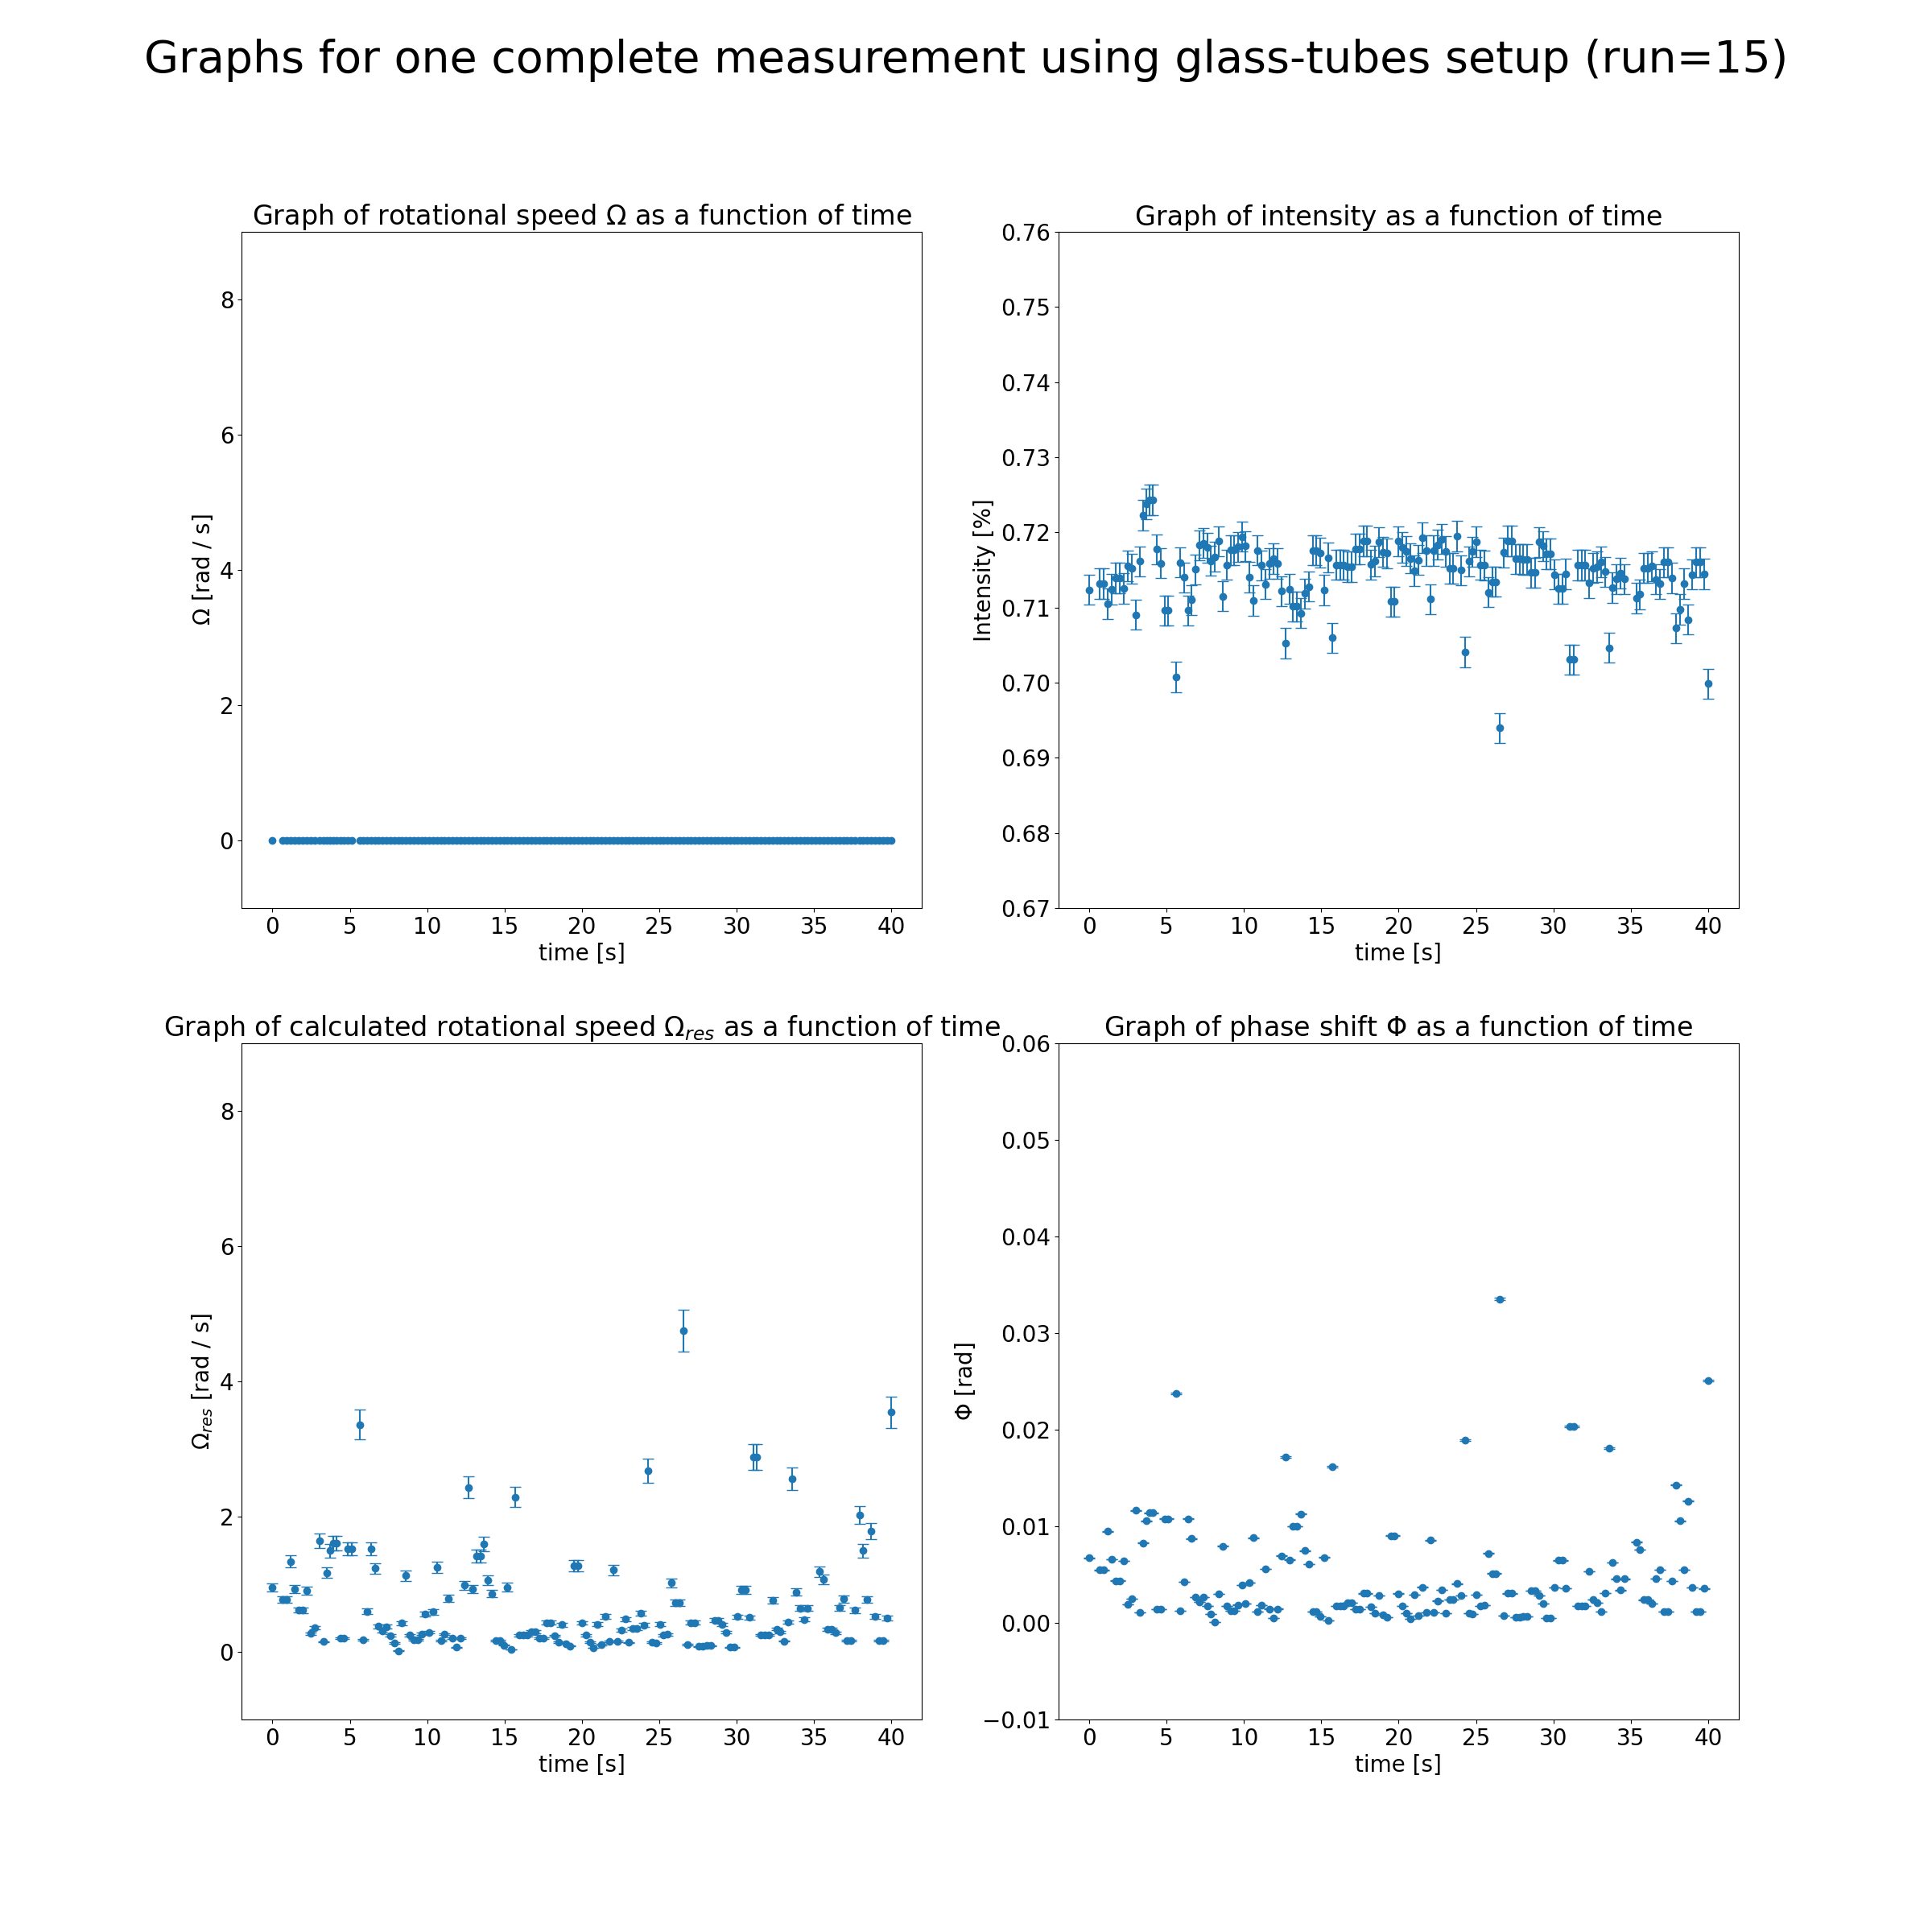 Graphs for one complete measurement using glass-tubes setup (run=15)
Graph of rotational speed Ω as a function of time
8
6
4
2
0
Ω [rad / s]
0 5 10 15 20 25 30 35 40
time [s]
Graph of intensity as a function of time
0.76
0.75
0.74
0.73
0.72
0.71
0.70
0.69
0.68
0.67
Intensity [%]
0 5 10 15 20 25 30 35 40
time [s]
Graph of calculated rotational speed Ωres as a function of time
8
6
4
2
0
Ωres [rad / s]
0 5 10 15 20 25 30 35 40
time [s]
Graph of phase shift Φ as a function of time
0.06
0.05
0.04
0.03
0.02
0.01
0.00
−0.01
Φ [rad]
0 5 10 15 20 25 30 35 40
time [s]